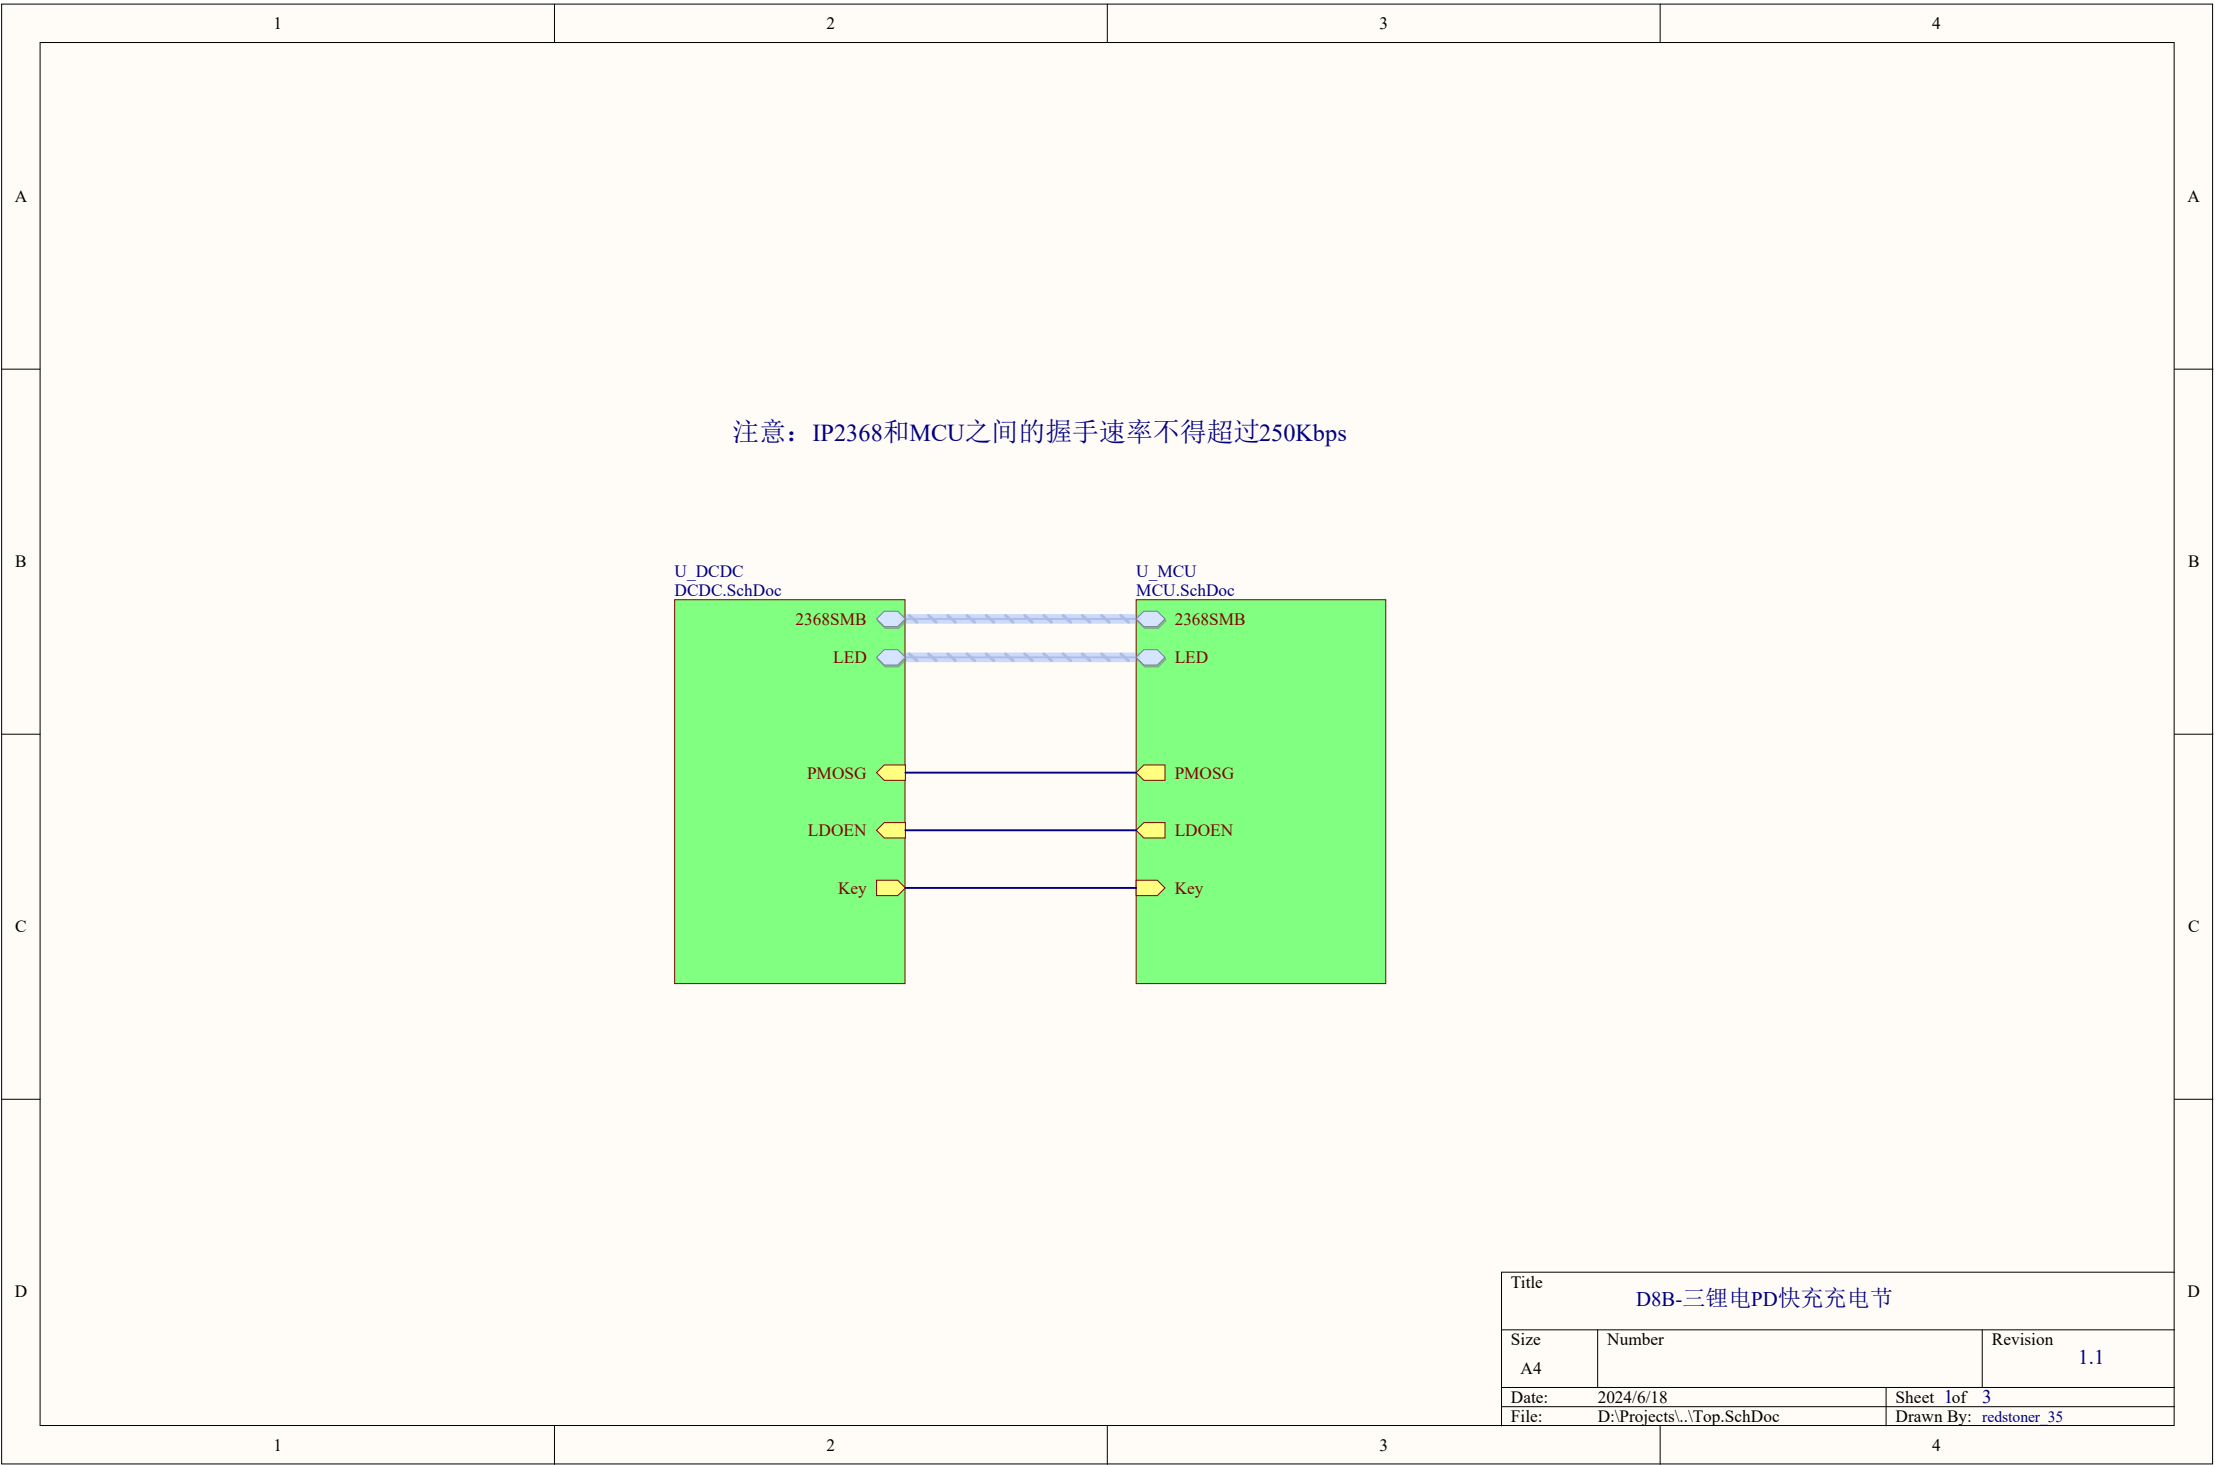 1 2 3 4
A A
注意：IP2368和MCU之间的握手速率不得超过250Kbps
B B
U_DCDC U_MCU
DCDC.SchDoc MCU.SchDoc
2368SMB 2368SMB
LED LED
PMOSG PMOSG
LDOEN LDOEN
Key Key
C C
D D
Title
D8B-三锂电PD快充充电节
Size Number Revision
A4 1.1
Date: 2024/6/18 Sheet 1of 3
File: D:\Projects\..\Top.SchDoc Drawn By: redstoner_35
1 2 3 4